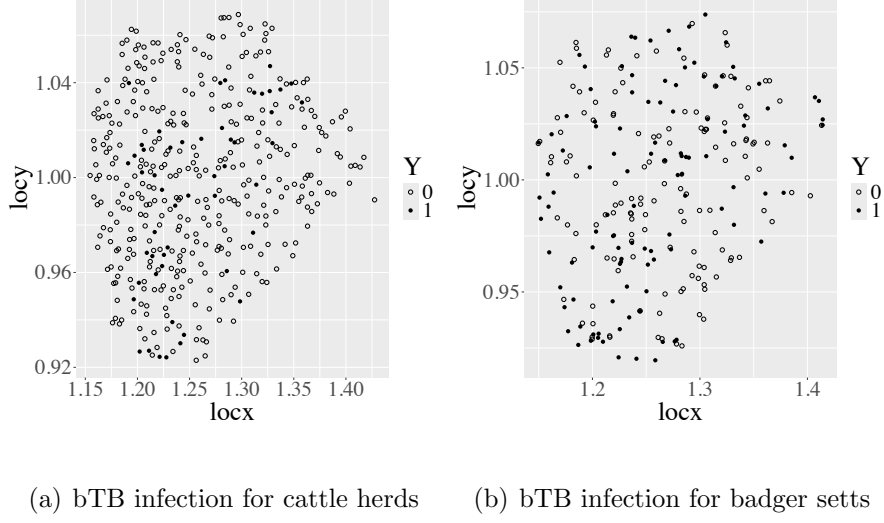 1.04
1.00
0.96
0.92
locy
1.15 1.20 1.25 1.30 1.35 1.40
locx
Y
0
1
(a) bTB infection for cattle herds
1.05
1.00
0.95
locy
1.2 1.3 1.4
locx
Y
0
1
(b) bTB infection for badger setts